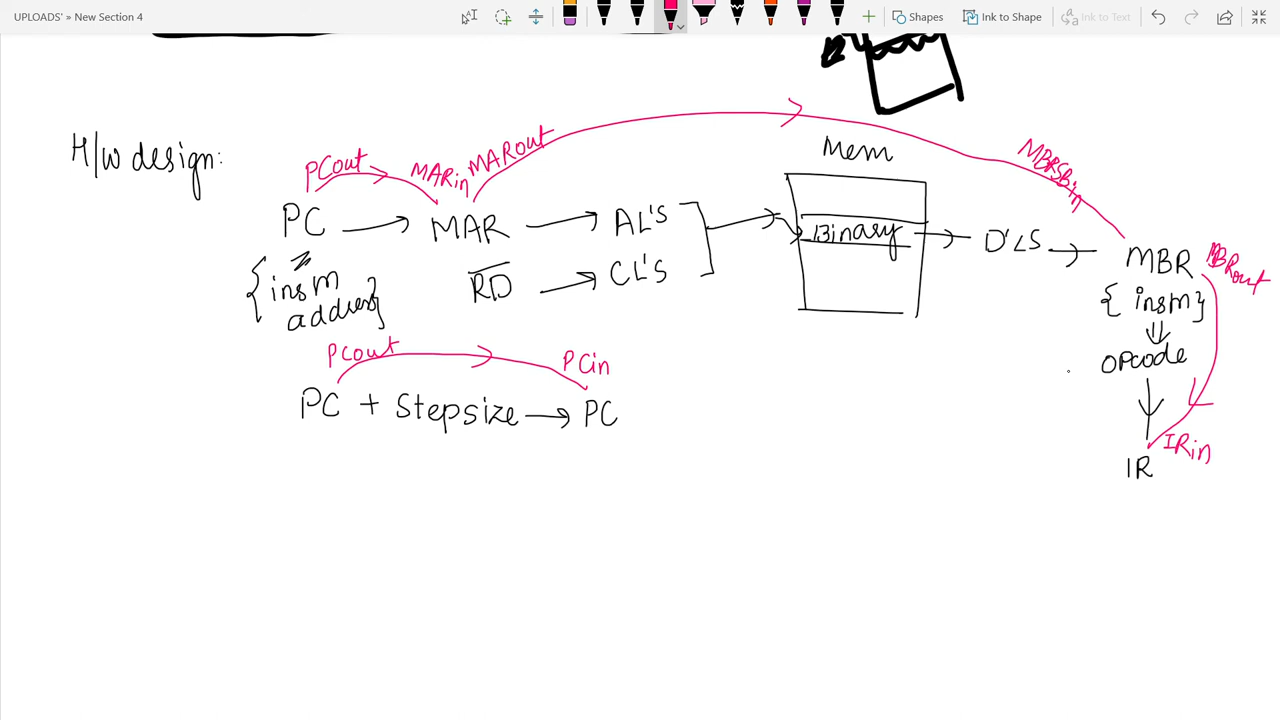 UPLOADS' » New Section 4
Shapes
Ink to Shape
Ink to Text
H/w design:
PCout
MARin
MARout
MBRSBin
Mem
PC
MAR
AL'S
Binary
D'LS
MBR
MBRout
{insm
address}
RD
CL'S
{insm}
OPcode
IRin
IR
PCout
PCin
PC + Stepsize → PC